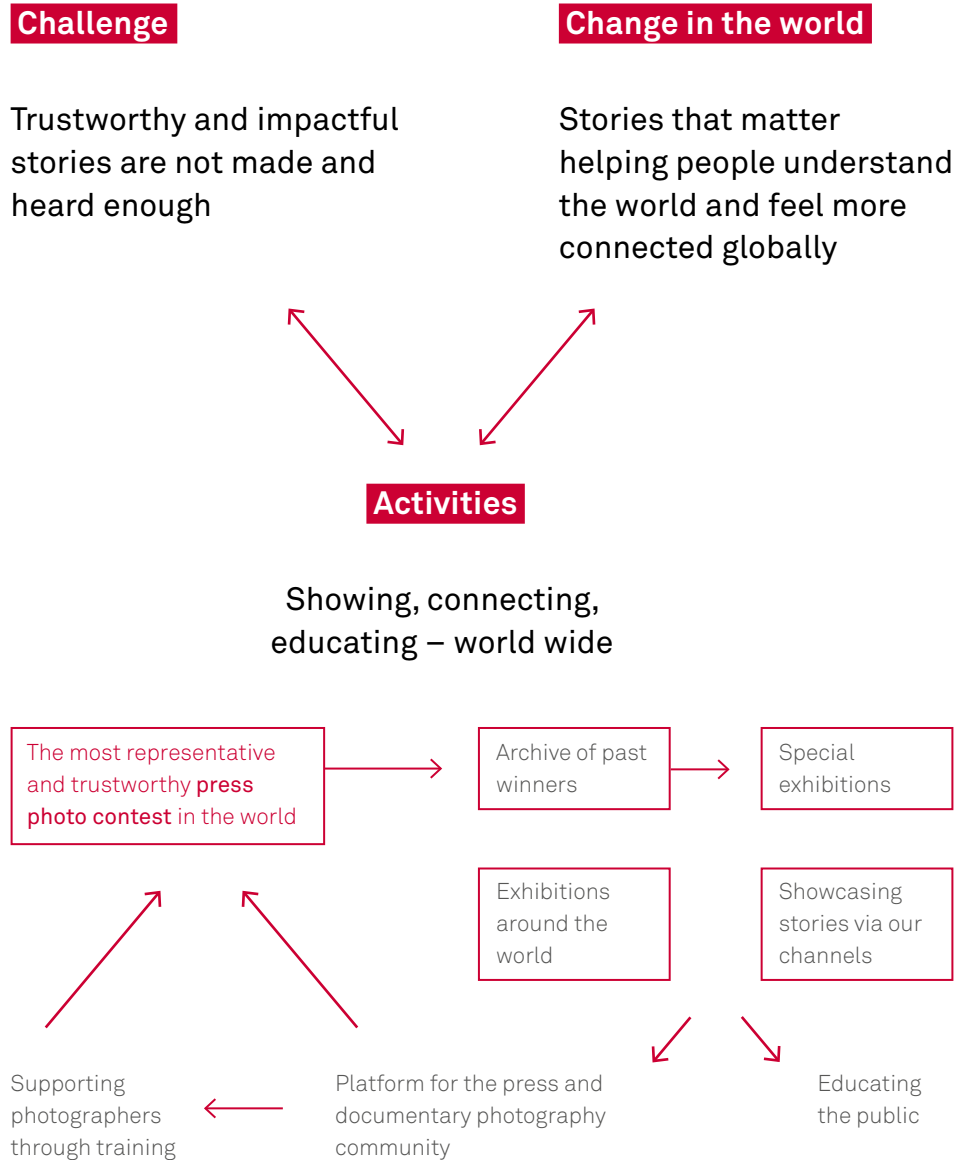 Challenge
Trustworthy and impactful
stories are not made and
heard enough
Change in the world
Stories that matter
helping people understand
the world and feel more
connected globally
Activities
Showing, connecting,
educating – world wide
The most representative
and trustworthy press
photo contest in the world
Archive of past
winners
Special
exhibitions
Exhibitions
around the
world
Showcasing
stories via our
channels
Supporting
photographers
through training
Platform for the press and
documentary photography
community
Educating
the public